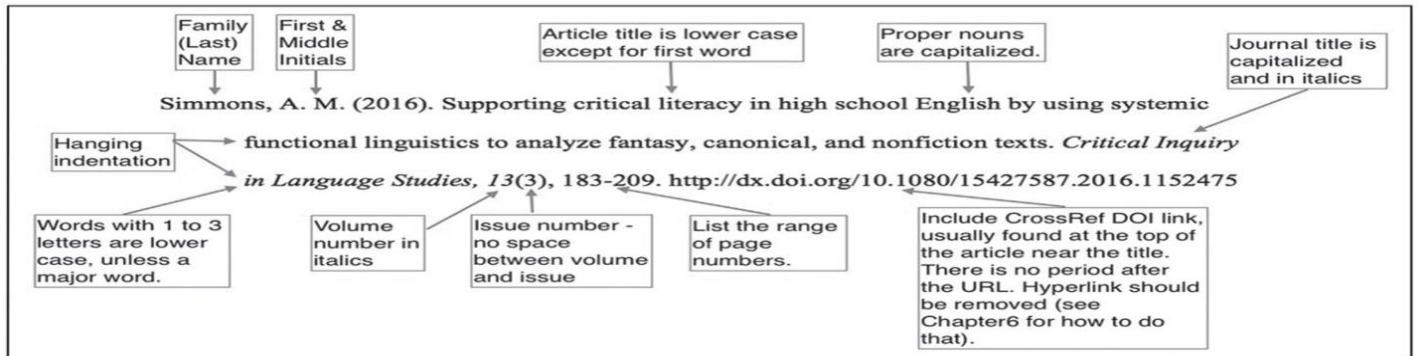 Family
(Last)
Name
First &
Middle
Initials
Article title is lower case
except for first word
Proper nouns
are capitalized.
Journal title is
capitalized
and in italics
Simmons, A. M. (2016). Supporting critical literacy in high school English by using systemic
functional linguistics to analyze fantasy, canonical, and nonfiction texts. Critical Inquiry
in Language Studies, 13(3), 183-209. http://dx.doi.org/10.1080/15427587.2016.1152475
Hanging
indentation
Words with 1 to 3
letters are lower
case, unless a
major word.
Volume
number in
italics
Issue number -
no space
between volume
and issue
List the range
of page
numbers.
Include CrossRef DOI link,
usually found at the top of
the article near the title.
There is no period after
the URL. Hyperlink should
be removed (see
Chapter6 for how to do
that).